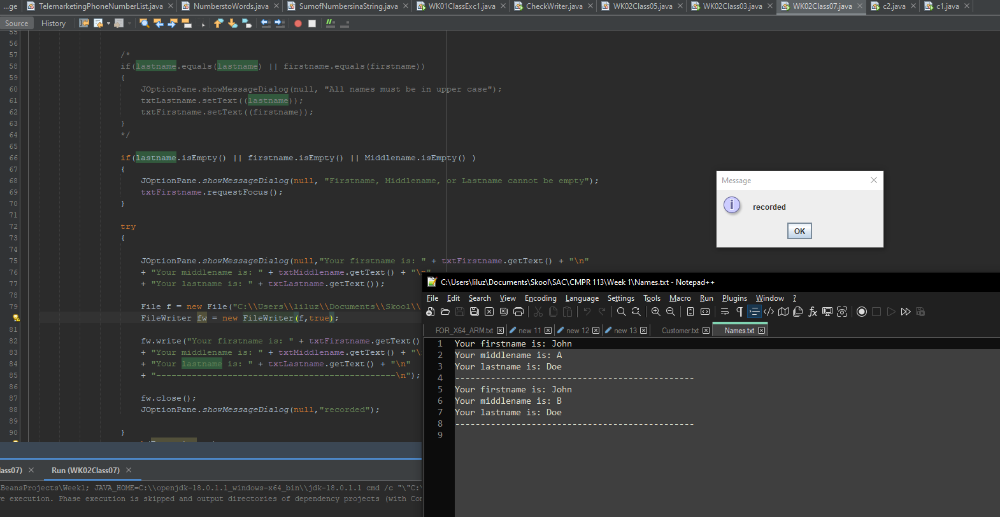 ...ge TelemarketingPhoneNumberList.java NumberstoWords.java SumofNumbersinaString.java WK01ClassExc1.java CheckWriter.java WK02Class05.java WK02Class03.java WK02Class07.java c2.java c1.java
Source History
55
56
57 /*
58 if(lastname.equals(lastname) || firstname.equals(firstname))
59 {
60 JOptionPane.showMessageDialog(null, "All names must be in upper case");
61 txtLastname.setText((lastname));
62 txtFirstname.setText((firstname));
63 }
64 */
65
66 if(lastname.isEmpty() || firstname.isEmpty() || Middlename.isEmpty() )
67 {
68 JOptionPane.showMessageDialog(null, "Firstname, Middlename, or Lastname cannot be empty");
69 txtFirstname.requestFocus();
70 }
71
72 try
73 {
74
75 JOptionPane.showMessageDialog(null,"Your firstname is: " + txtFirstname.getText() + "\n"
76 + "Your middlename is: " + txtMiddlename.getText() + "\n"
77 + "Your lastname is: " + txtLastname.getText());
78
79 File f = new File("C:\\Users\\liluz\\Documents\\Skool\\
FileWriter fw = new FileWriter(f,true);
81
82 fw.write("Your firstname is: " + txtFirstname.getText()
83 + "Your middlename is: " + txtMiddlename.getText() + "\
84 + "Your lastname is: " + txtLastname.getText() + "\n"
85 + "-----------------------------------------------\n");
86
87 fw.close();
88 JOptionPane.showMessageDialog(null,"recorded");
89
90 }
Message
recorded
OK
C:\Users\liluz\Documents\Skool\SAC\CMPR 113\Week 1\Names.txt - Notepad++
File Edit Search View Encoding Language Settings Tools Macro Run Plugins Window ?
FOR_X64_ARM.txt new 11 new 12 new 13 Customer.txt Names.txt
1 Your firstname is: John
2 Your middlename is: A
3 Your lastname is: Doe
4 -----------------------------------------------
5 Your firstname is: John
6 Your middlename is: B
7 Your lastname is: Doe
8 -----------------------------------------------
9
lass07) Run (WK02Class07)
BeansProjects\Week1; JAVA_HOME=C:\\openjdk-18.0.1.1_windows-x64_bin\\jdk-18.0.1.1 cmd /c "\"C:\
re execution. Phase execution is skipped and output directories of dependency projects (with Con